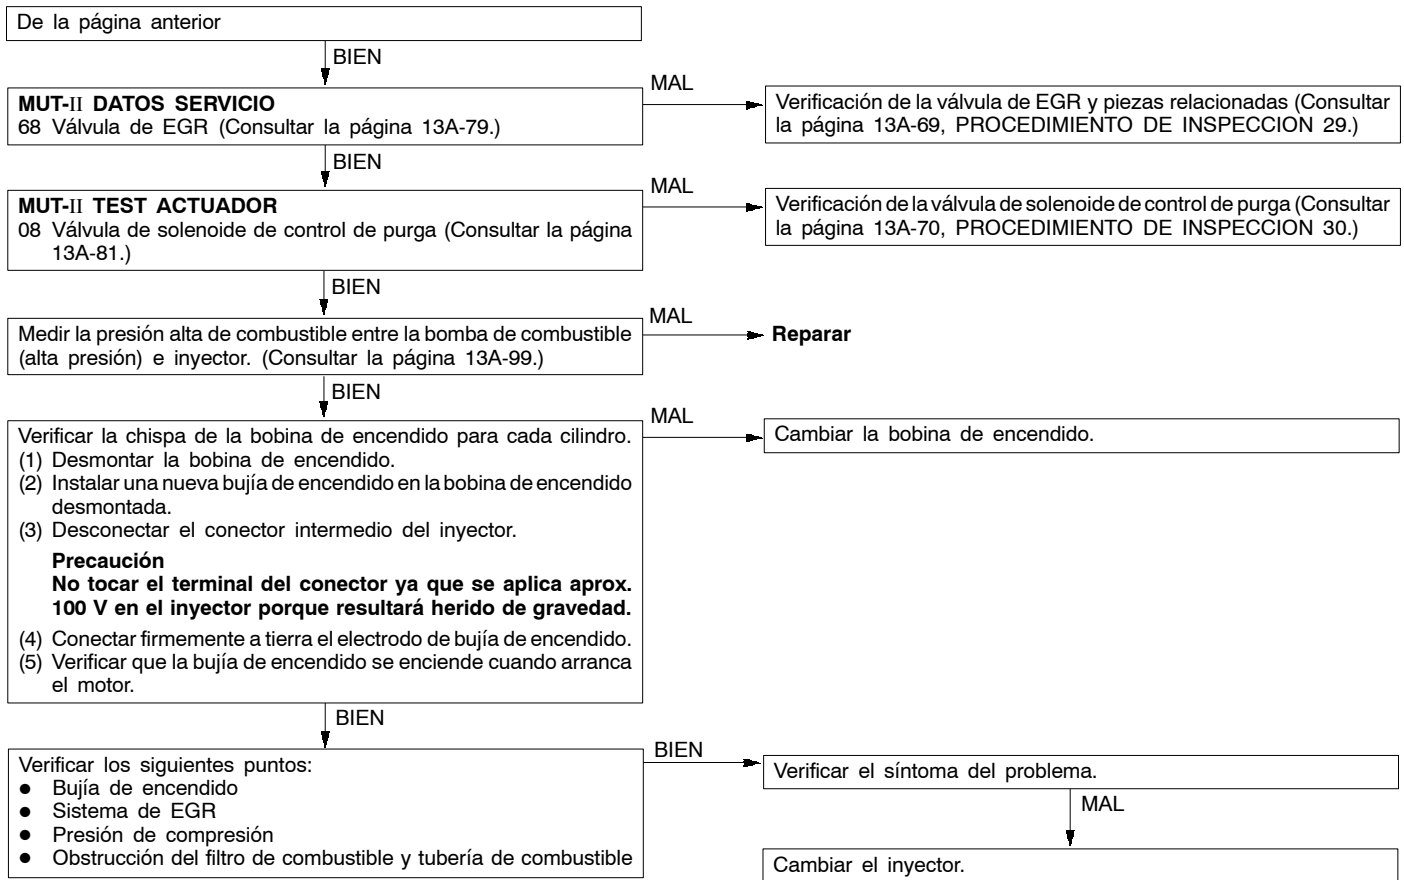 De la página anterior
BIEN
MUT-II DATOS SERVICIO
68 Válvula de EGR (Consultar la página 13A-79.)
MAL
Verificación de la válvula de EGR y piezas relacionadas (Consultar
la página 13A-69, PROCEDIMIENTO DE INSPECCION 29.)
BIEN
MUT-II TEST ACTUADOR
08 Válvula de solenoide de control de purga (Consultar la página
13A-81.)
MAL
Verificación de la válvula de solenoide de control de purga (Consultar
la página 13A-70, PROCEDIMIENTO DE INSPECCION 30.)
BIEN
Medir la presión alta de combustible entre la bomba de combustible
(alta presión) e inyector. (Consultar la página 13A-99.)
MAL
Reparar
BIEN
Verificar la chispa de la bobina de encendido para cada cilindro.
(1) Desmontar la bobina de encendido.
(2) Instalar una nueva bujía de encendido en la bobina de encendido
desmontada.
(3) Desconectar el conector intermedio del inyector.
Precaución
No tocar el terminal del conector ya que se aplica aprox.
100 V en el inyector porque resultará herido de gravedad.
(4) Conectar firmemente a tierra el electrodo de bujía de encendido.
(5) Verificar que la bujía de encendido se enciende cuando arranca
el motor.
MAL
Cambiar la bobina de encendido.
BIEN
Verificar los siguientes puntos:
● Bujía de encendido
● Sistema de EGR
● Presión de compresión
● Obstrucción del filtro de combustible y tubería de combustible
BIEN
Verificar el síntoma del problema.
MAL
Cambiar el inyector.